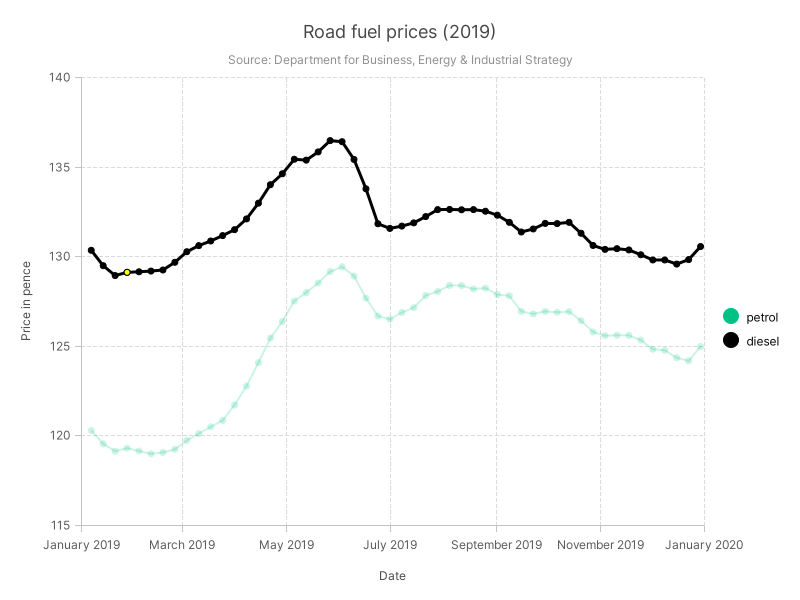 Road fuel prices (2019)
Source: Department for Business, Energy & Industrial Strategy
140
135
130
125
120
115
Price in pence
January 2019
March 2019
May 2019
July 2019
September 2019
November 2019
January 2020
Date
petrol
diesel